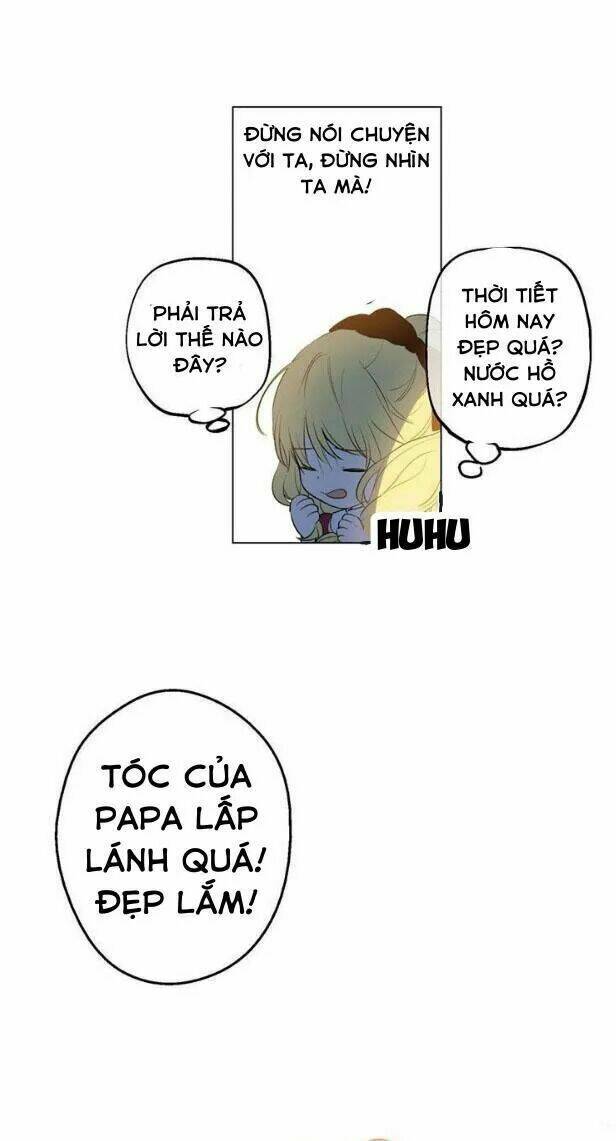 ĐỪNG NÓI CHUYỆN
VỚI TA, ĐỪNG NHÌN
TA MÀ!
PHẢI TRẢ
LỜI THẾ NÀO
ĐÂY?
THỜI TIẾT
HÔM NAY
ĐẸP QUÁ?
NƯỚC HỒ
XANH QUÁ?
HUHU
TÓC CỦA
PAPA LẤP
LÁNH QUÁ!
ĐẸP LẮM!